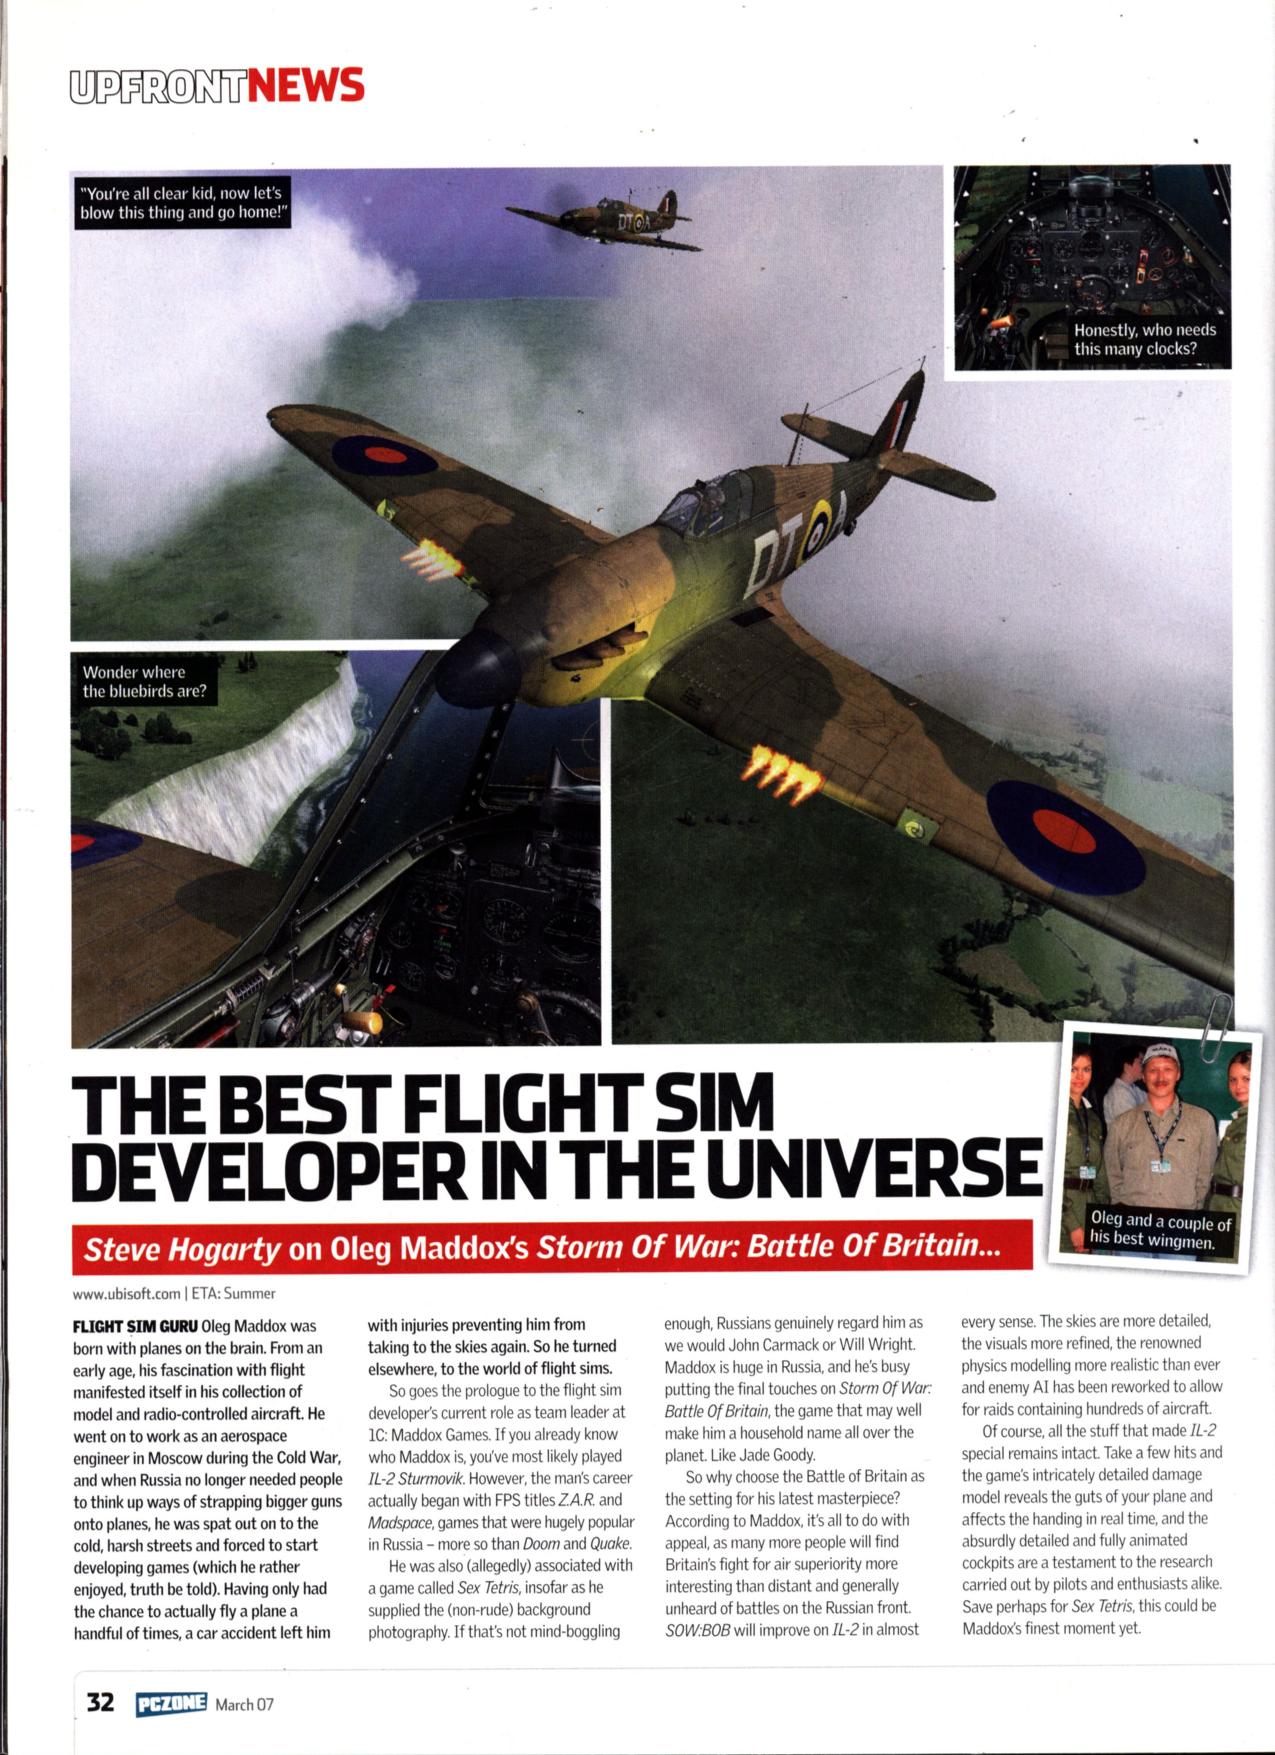 UPFRONTNEWS
"You're all clear kid, now let's
blow this thing and go home!"
Honestly, who needs
this many clocks?
DT A
DT A
Wonder where
the bluebirds are?
THE BEST FLIGHT SIM
DEVELOPER IN THE UNIVERSE
Oleg and a couple of
his best wingmen.
Steve Hogarty on Oleg Maddox's Storm Of War: Battle Of Britain...
www.ubisoft.com | ETA: Summer
FLIGHT SIM GURU Oleg Maddox was
born with planes on the brain. From an
early age, his fascination with flight
manifested itself in his collection of
model and radio-controlled aircraft. He
went on to work as an aerospace
engineer in Moscow during the Cold War,
and when Russia no longer needed people
to think up ways of strapping bigger guns
onto planes, he was spat out on to the
cold, harsh streets and forced to start
developing games (which he rather
enjoyed, truth be told). Having only had
the chance to actually fly a plane a
handful of times, a car accident left him
with injuries preventing him from
taking to the skies again. So he turned
elsewhere, to the world of flight sims.
So goes the prologue to the flight sim
developer's current role as team leader at
1C: Maddox Games. If you already know
who Maddox is, you've most likely played
IL-2 Sturmovik. However, the man's career
actually began with FPS titles Z.A.R. and
Madspace, games that were hugely popular
in Russia – more so than Doom and Quake.
He was also (allegedly) associated with
a game called Sex Tetris, insofar as he
supplied the (non-rude) background
photography. If that's not mind-boggling
enough, Russians genuinely regard him as
we would John Carmack or Will Wright.
Maddox is huge in Russia, and he's busy
putting the final touches on Storm Of War:
Battle Of Britain, the game that may well
make him a household name all over the
planet. Like Jade Goody.
So why choose the Battle of Britain as
the setting for his latest masterpiece?
According to Maddox, it's all to do with
appeal, as many more people will find
Britain's fight for air superiority more
interesting than distant and generally
unheard of battles on the Russian front.
SOW:BOB will improve on IL-2 in almost
every sense. The skies are more detailed,
the visuals more refined, the renowned
physics modelling more realistic than ever
and enemy AI has been reworked to allow
for raids containing hundreds of aircraft.
Of course, all the stuff that made IL-2
special remains intact. Take a few hits and
the game's intricately detailed damage
model reveals the guts of your plane and
affects the handing in real time, and the
absurdly detailed and fully animated
cockpits are a testament to the research
carried out by pilots and enthusiasts alike.
Save perhaps for Sex Tetris, this could be
Maddox's finest moment yet.
32 PCZONE March 07